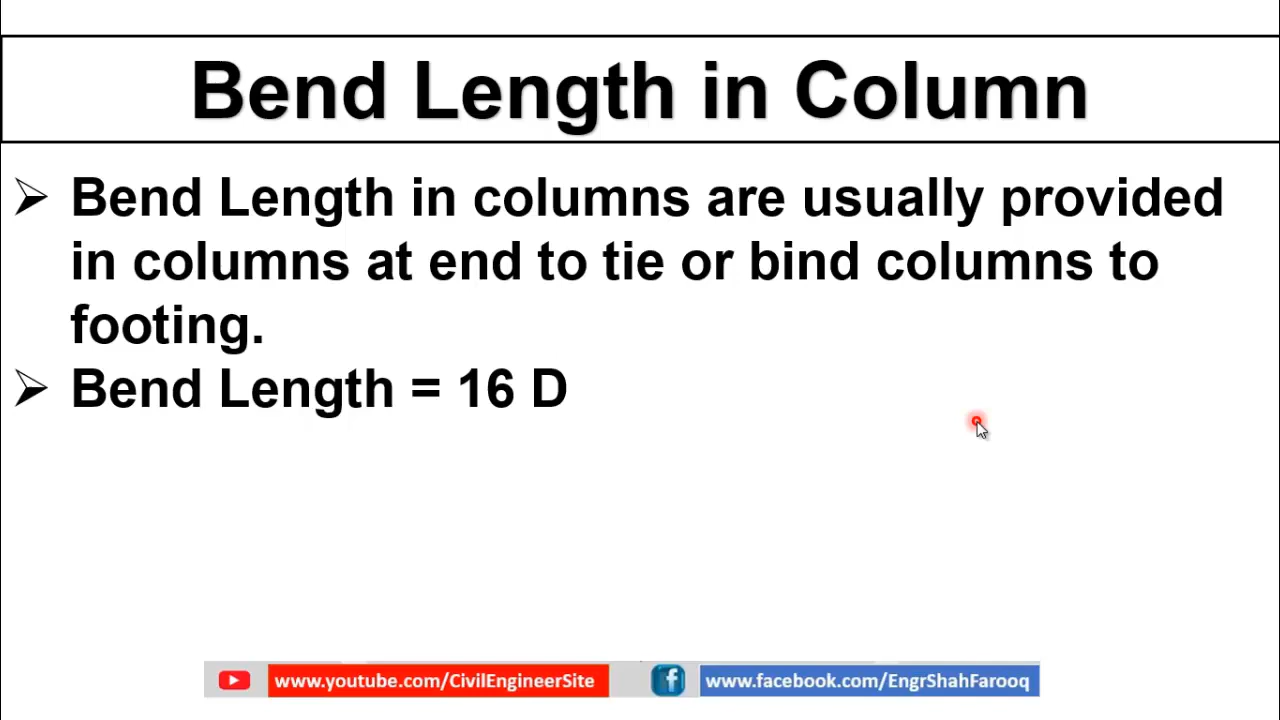 Bend Length in Column
➢ Bend Length in columns are usually provided
in columns at end to tie or bind columns to
footing.
➢ Bend Length = 16 D
www.youtube.com/CivilEngineerSite
www.facebook.com/EngrShahFarooq